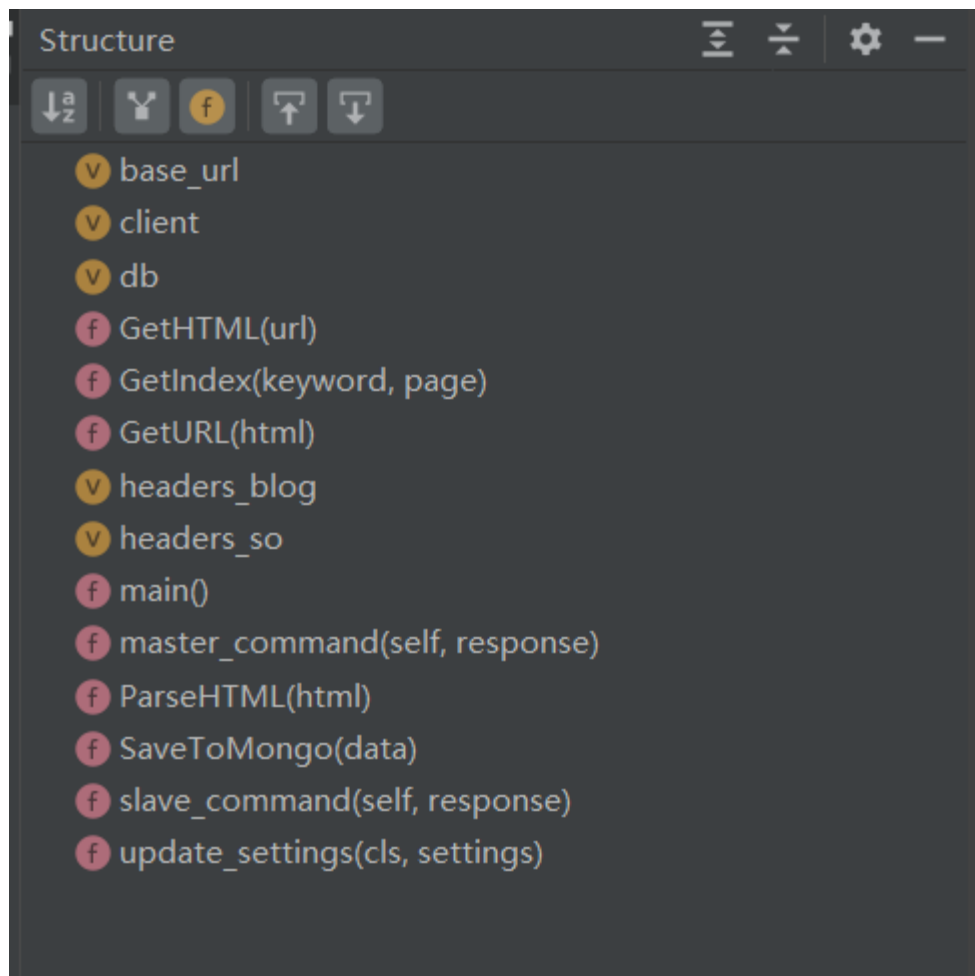 Structure
base_url
client
db
GetHTML(url)
GetIndex(keyword, page)
GetURL(html)
headers_blog
headers_so
main()
master_command(self, response)
ParseHTML(html)
SaveToMongo(data)
slave_command(self, response)
update_settings(cls, settings)